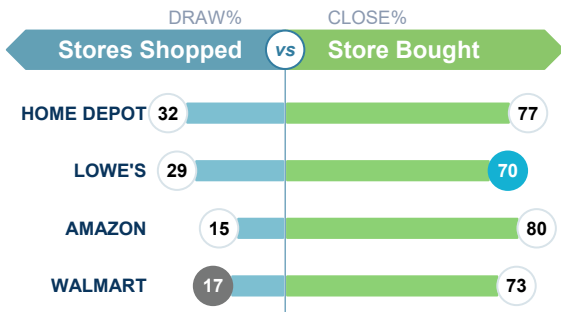 DRAW% CLOSE%
Stores Shopped vs Store Bought
HOME DEPOT 32 77
LOWE'S 29 70
AMAZON 15 80
WALMART 17 73